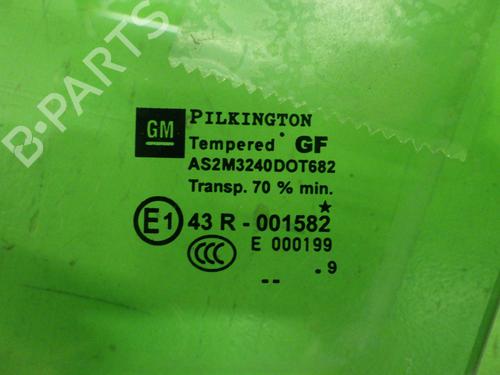 B-PARTS
GM PILKINGTON
Tempered GF
AS2M3240DOT682
Transp. 70 % min.
E1 43 R - 001582
CCC E 000199
-- . 9